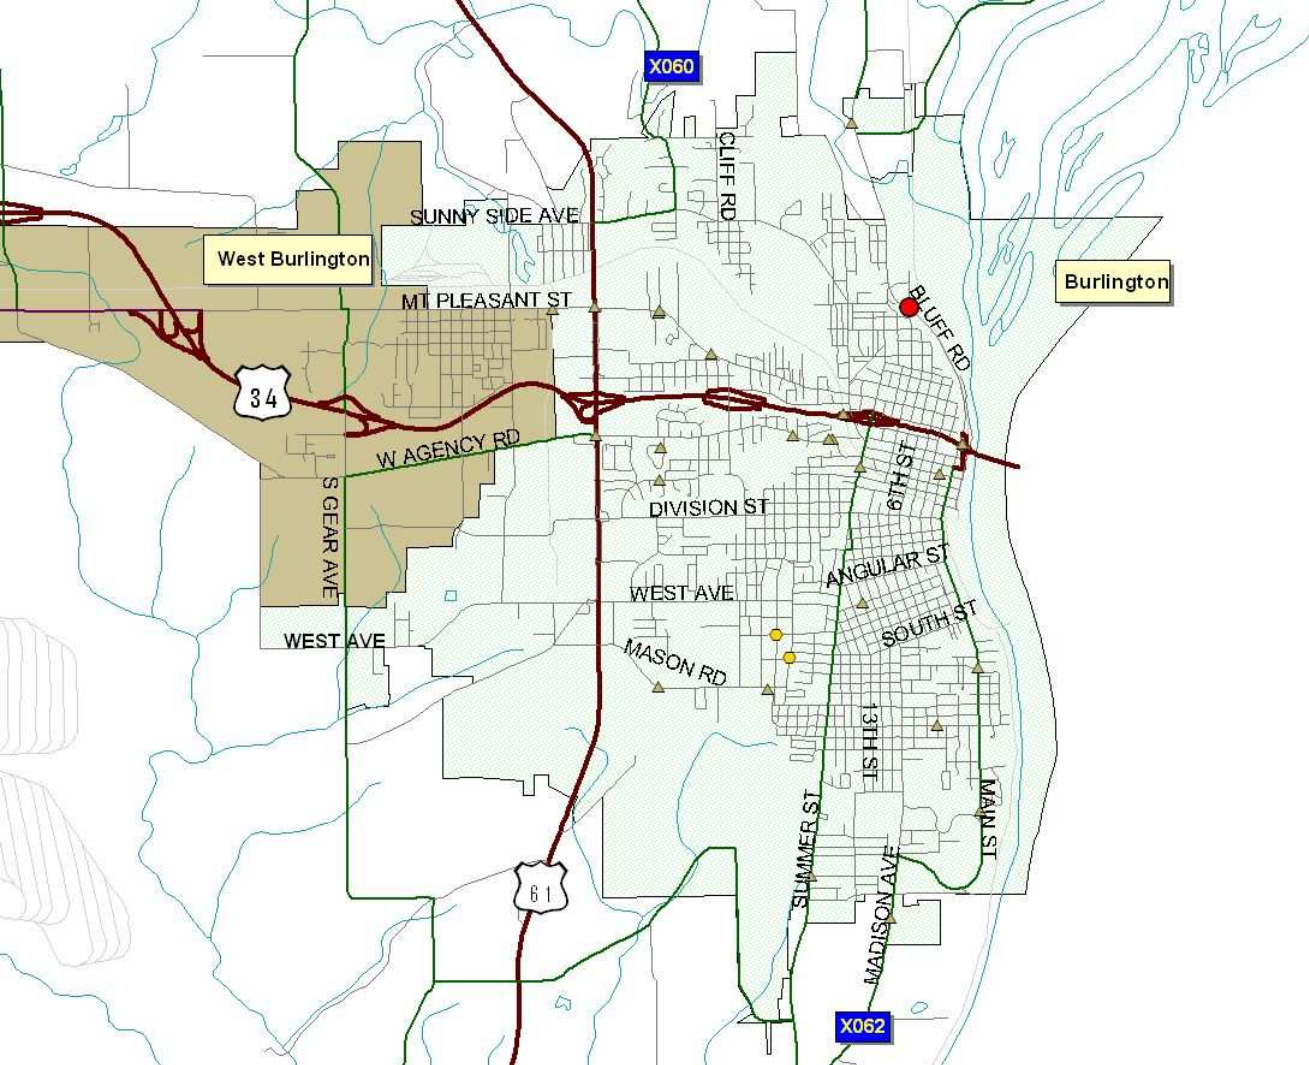 X060
CLIFF RD
SUNNY SIDE AVE
West Burlington
Burlington
MT PLEASANT ST
BLUFF RD
34
W AGENCY RD
6TH ST
S GEAR AVE
DIVISION ST
ANGULAR ST
WEST AVE
SOUTH ST
WEST AVE
MASON RD
13TH ST
MAIN ST
SUMMER ST
61
MADISON AVE
X062